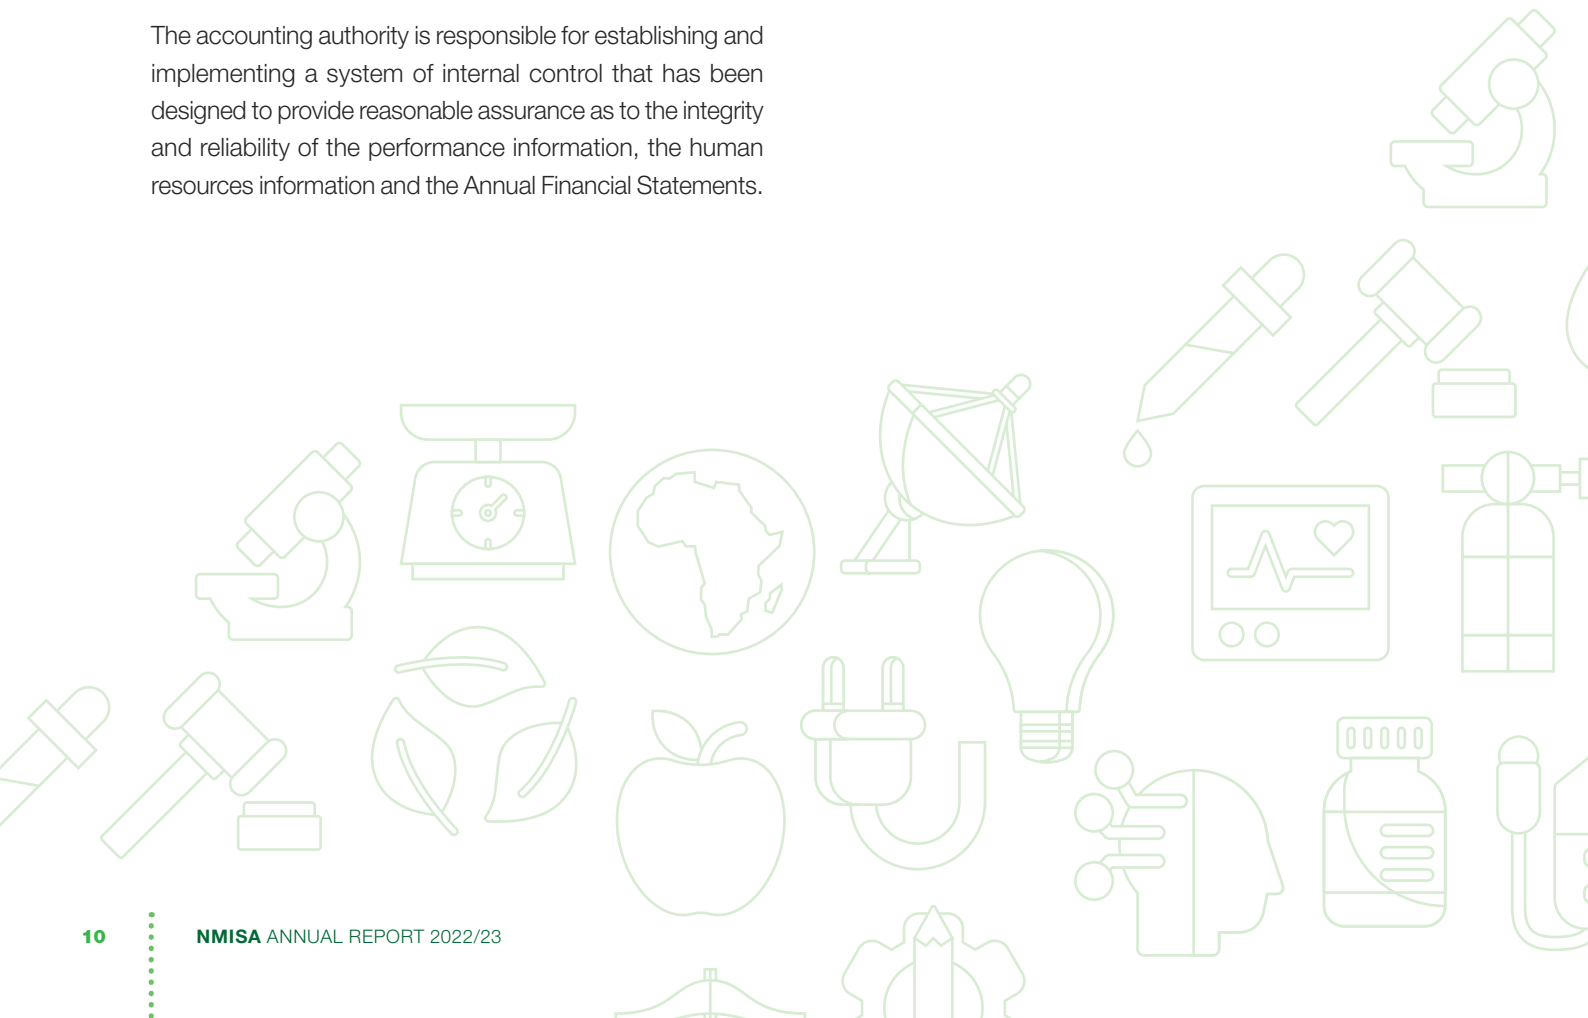 The accounting authority is responsible for establishing and
implementing a system of internal control that has been
designed to provide reasonable assurance as to the integrity
and reliability of the performance information, the human
resources information and the Annual Financial Statements.
10 NMISA ANNUAL REPORT 2022/23